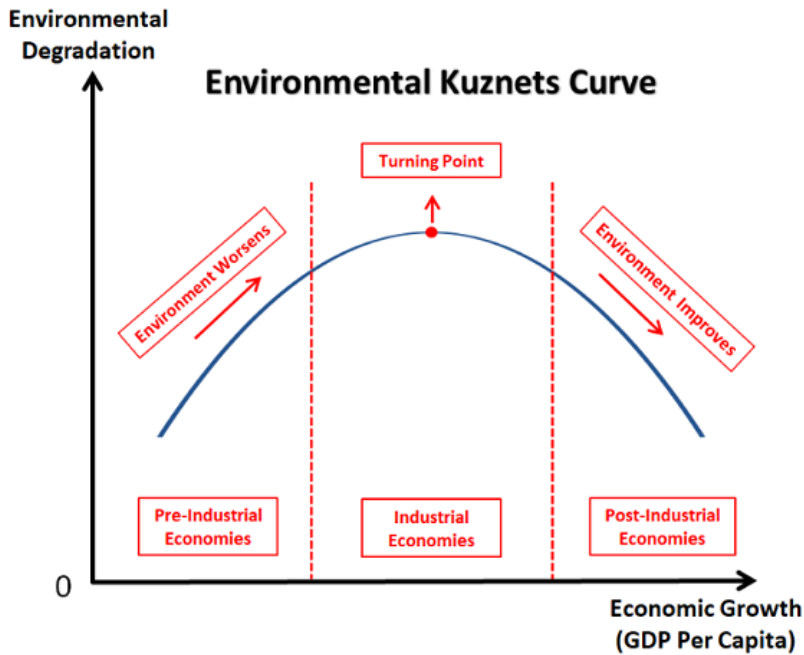 Environmental
Degradation
Environmental Kuznets Curve
Turning Point
Environment Worsens
Environment Improves
Pre-Industrial
Economies
Industrial
Economies
Post-Industrial
Economies
0
Economic Growth
(GDP Per Capita)